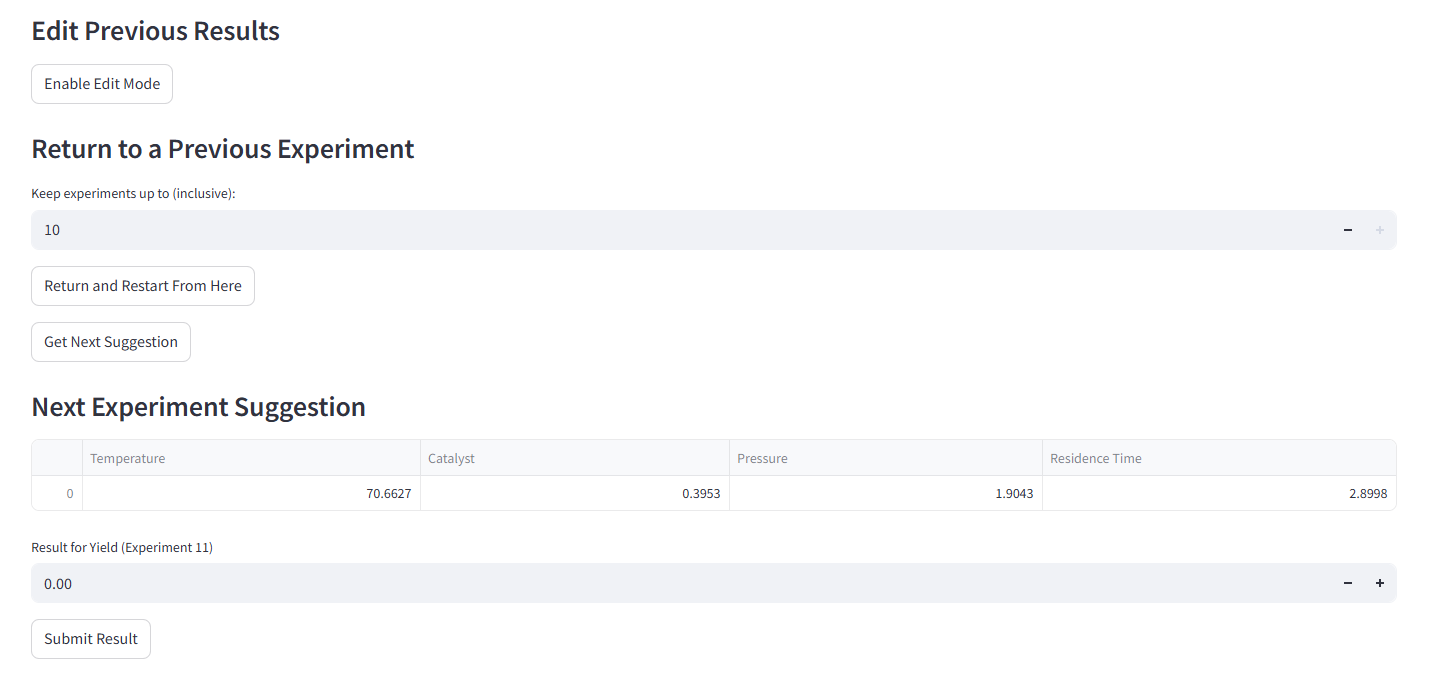 Edit Previous Results
Enable Edit Mode
Return to a Previous Experiment
Keep experiments up to (inclusive):
10
Return and Restart From Here
Get Next Suggestion
Next Experiment Suggestion
Temperature Catalyst Pressure Residence Time
0 70.6627 0.3953 1.9043 2.8998
Result for Yield (Experiment 11)
0.00
Submit Result